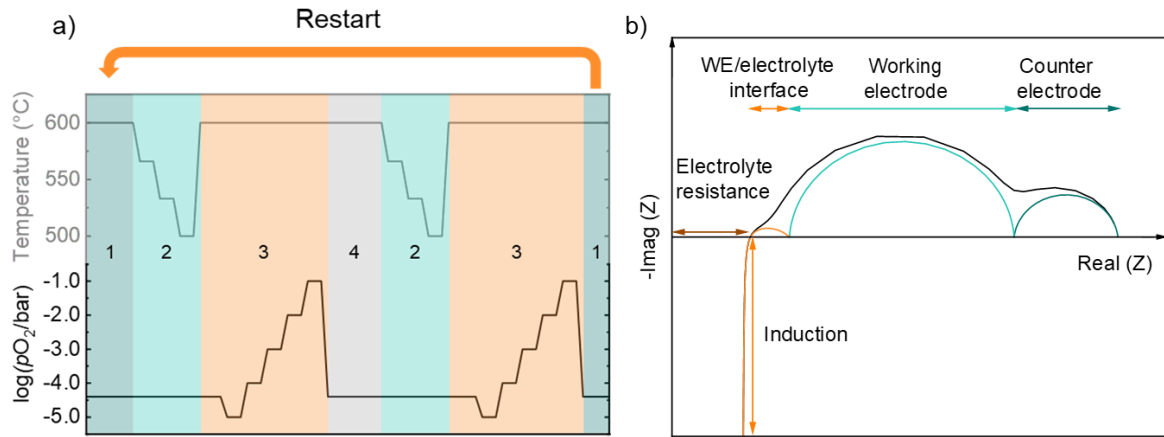 a)
Restart
Temperature (°C)
600
550
500
1
2
3
4
2
3
1
log(pO₂/bar)
-1.0
-2.0
-3.0
-4.0
-5.0
b)
WE/electrolyte
interface
Working
electrode
Counter
electrode
Electrolyte
resistance
-Imag (Z)
Real (Z)
Induction